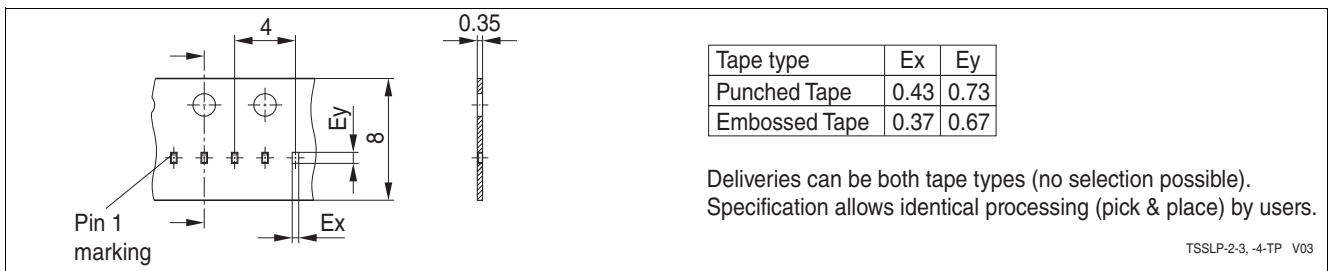 4
0.35
Ey
8
Ex
Pin 1
marking
Tape type Ex Ey
Punched Tape 0.43 0.73
Embossed Tape 0.37 0.67
Deliveries can be both tape types (no selection possible).
Specification allows identical processing (pick & place) by users.
TSSLP-2-3, -4-TP V03